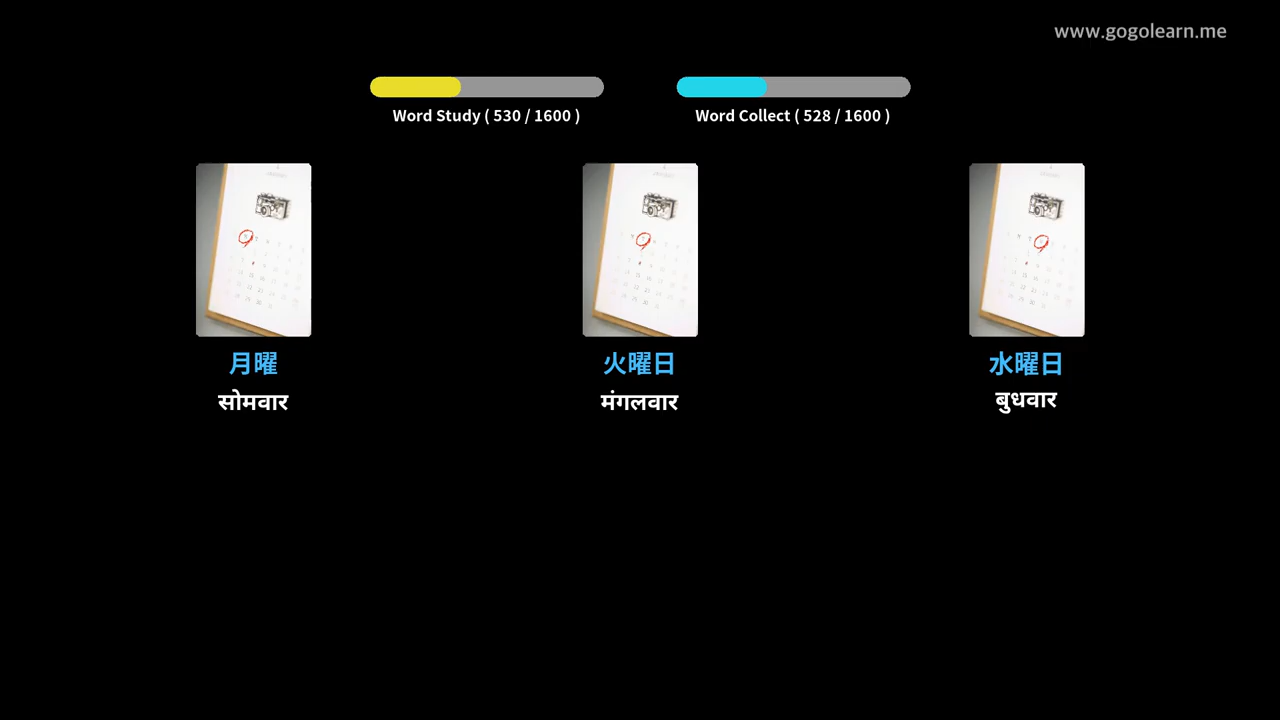 www.gogolearn.me
Word Study ( 530 / 1600 )
Word Collect ( 528 / 1600 )
月曜
火曜日
水曜日
सोमवार
मंगलवार
बुधवार